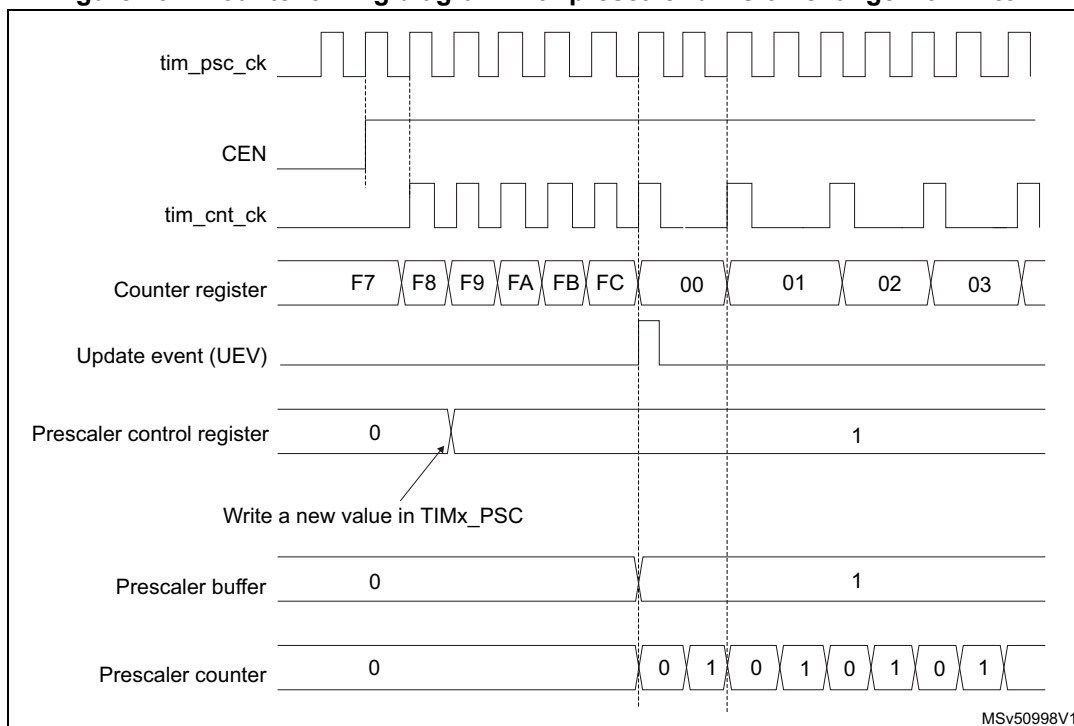 tim_psc_ck
CEN
tim_cnt_ck
Counter register F7 F8 F9 FA FB FC 00 01 02 03
Update event (UEV)
Prescaler control register 0 1
Write a new value in TIMx_PSC
Prescaler buffer 0 1
Prescaler counter 0 0 1 0 1 0 1 0 1
MSv50998V1